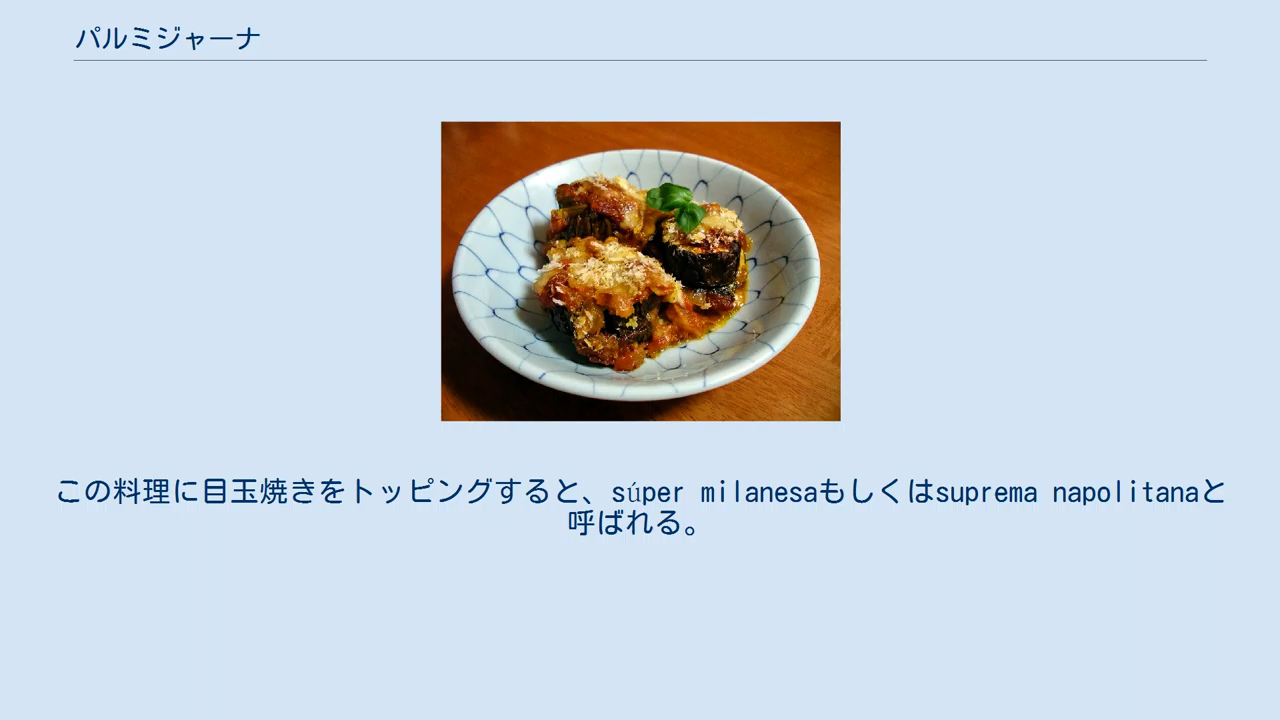 パルミジャーナ
この料理に目玉焼きをトッピングすると、súper milanesaもしくはsuprema napolitanaと
呼ばれる。